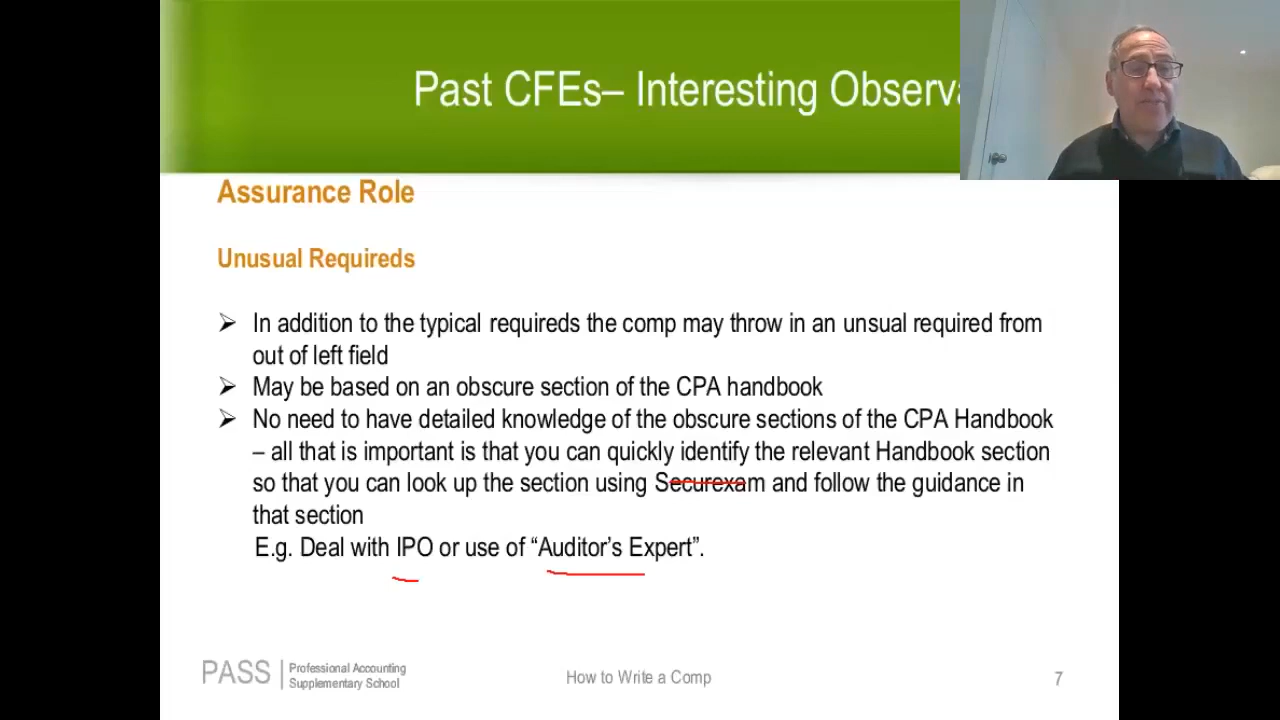 Past CFEs– Interesting Observa
Assurance Role
Unusual Requireds
➢ In addition to the typical requireds the comp may throw in an unsual required from
out of left field
➢ May be based on an obscure section of the CPA handbook
➢ No need to have detailed knowledge of the obscure sections of the CPA Handbook
– all that is important is that you can quickly identify the relevant Handbook section
so that you can look up the section using Securexam and follow the guidance in
that section
E.g. Deal with IPO or use of “Auditor’s Expert”.
PASS
Professional Accounting
Supplementary School
How to Write a Comp
7